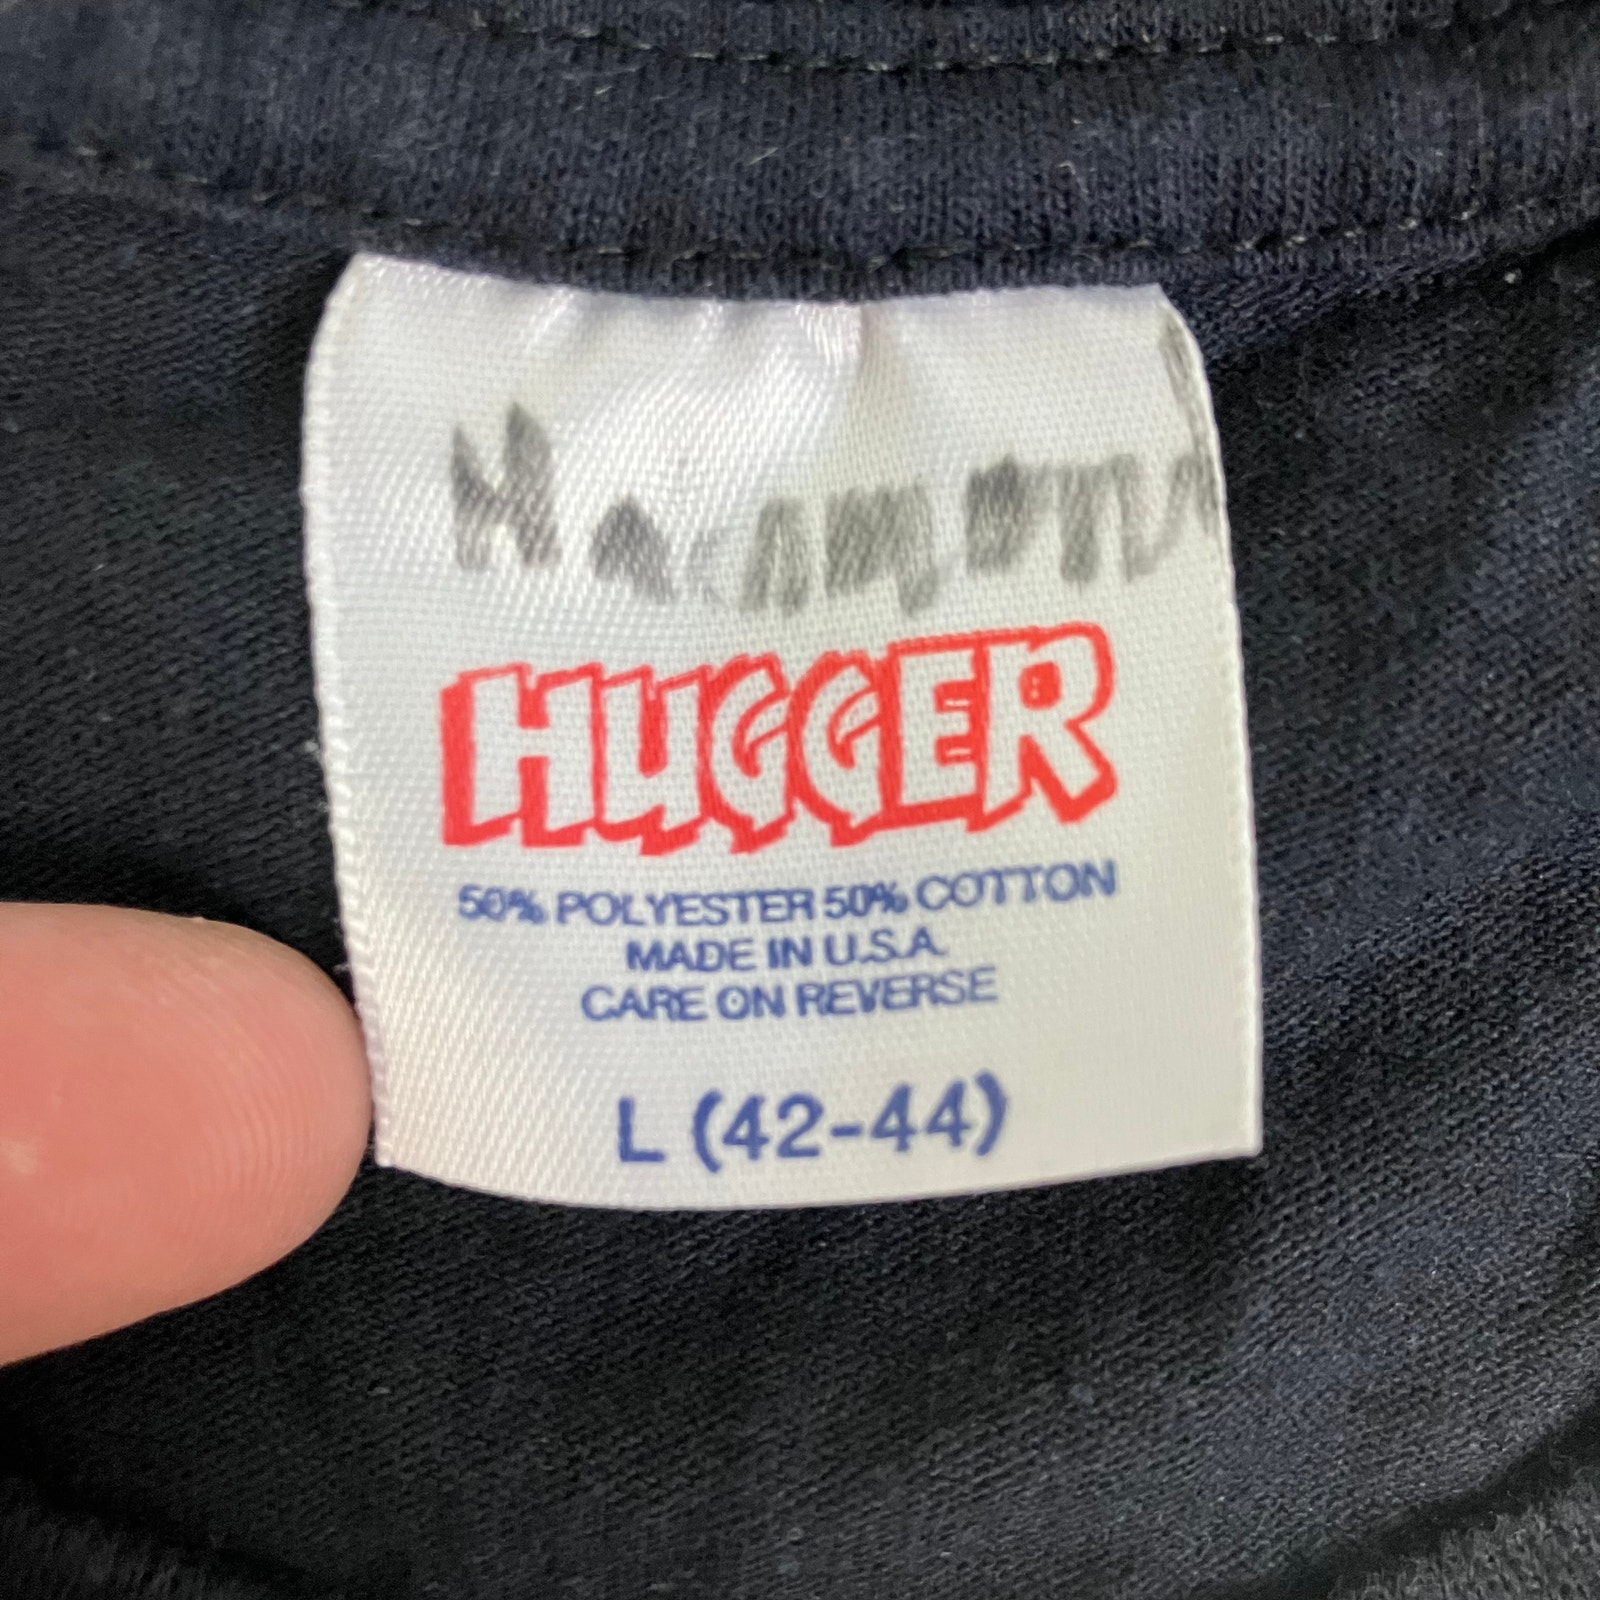 HUGGER
50% POLYESTER 50% COTTON
MADE IN U.S.A.
CARE ON REVERSE
L (42-44)